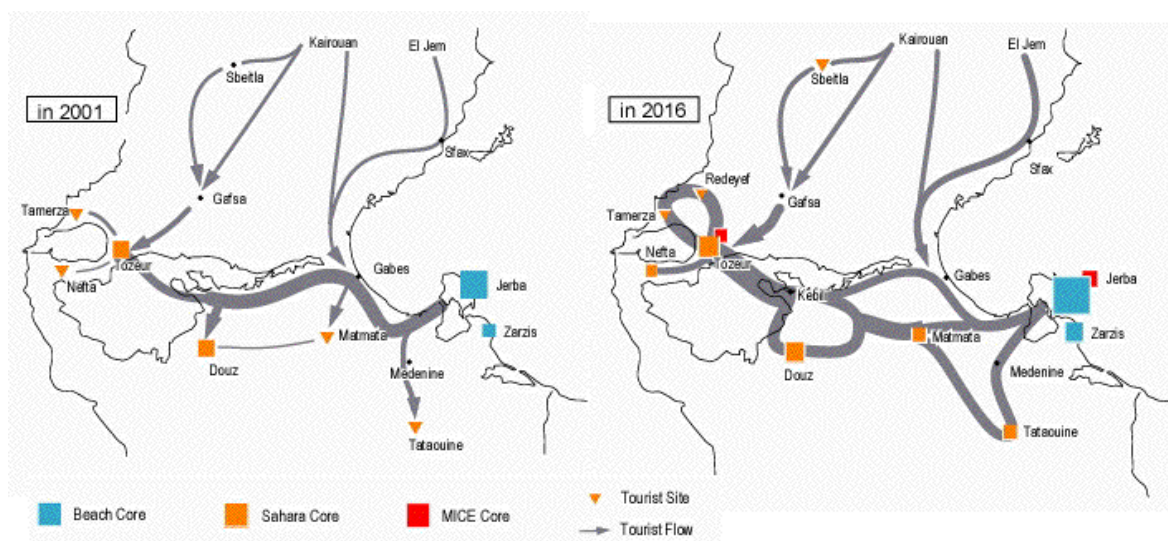 in 2001
Kairouan
El Jem
Sbeitla
Sfax
Gafsa
Tamerza
Tozeur
Nefta
Gabes
Jerba
Zarzis
Matmata
Douz
Medenine
Tataouine
in 2016
Kairouan
El Jem
Sbeitla
Sfax
Redeyef
Gafsa
Tamerza
Nefta
Tozeur
Kebili
Gabes
Jerba
Zarzis
Matmata
Douz
Medenine
Tataouine
Beach Core
Sahara Core
MICE Core
Tourist Site
Tourist Flow